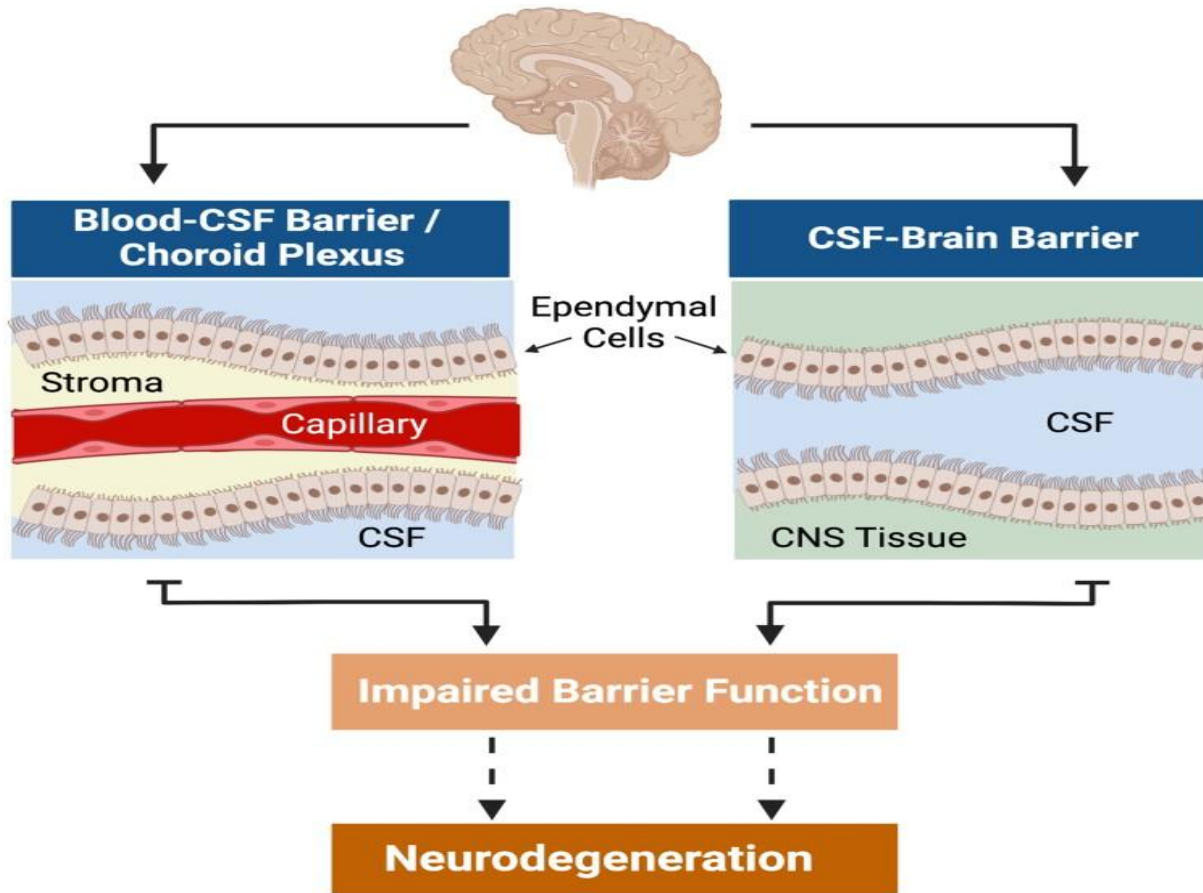 Blood-CSF Barrier /
Choroid Plexus
CSF-Brain Barrier
Ependymal
Cells
Stroma
Capillary
CSF
CSF
CNS Tissue
Impaired Barrier Function
Neurodegeneration